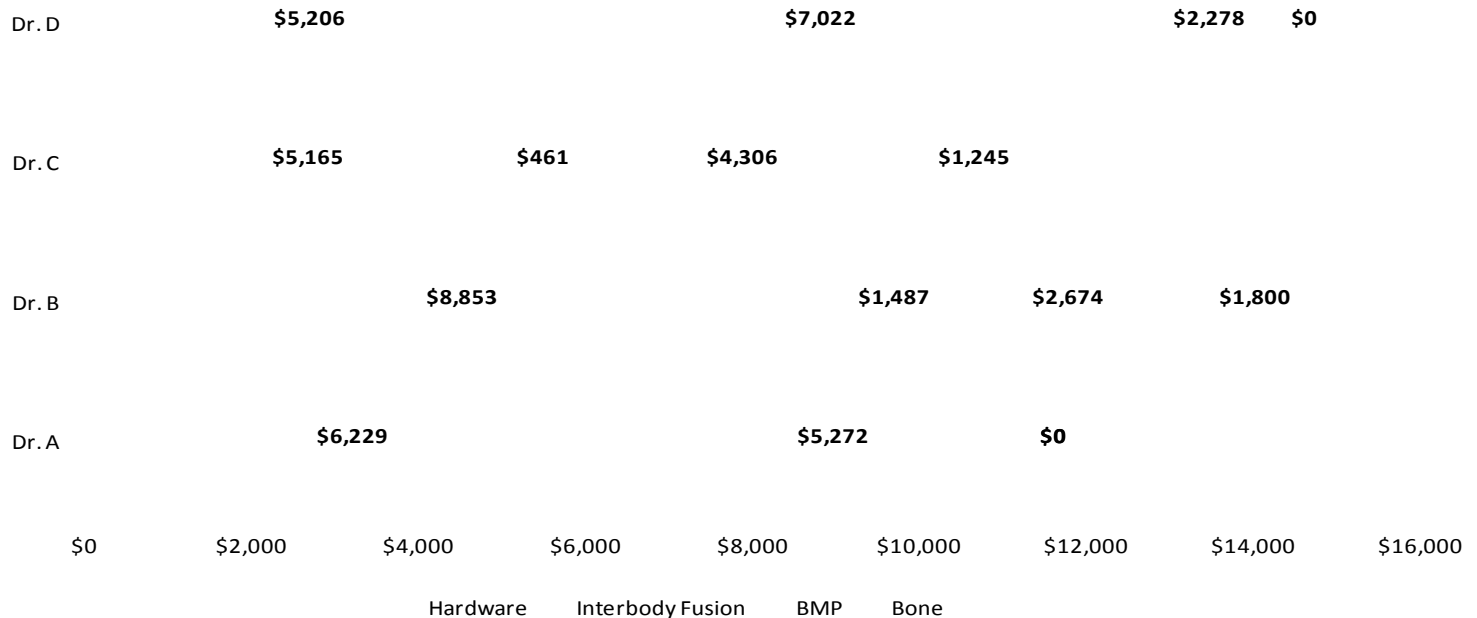 Dr. D $5,206 $7,022 $2,278 $0
Dr. C $5,165 $461 $4,306 $1,245
Dr. B $8,853 $1,487 $2,674 $1,800
Dr. A $6,229 $5,272 $0
$0 $2,000 $4,000 $6,000 $8,000 $10,000 $12,000 $14,000 $16,000
Hardware Interbody Fusion BMP Bone